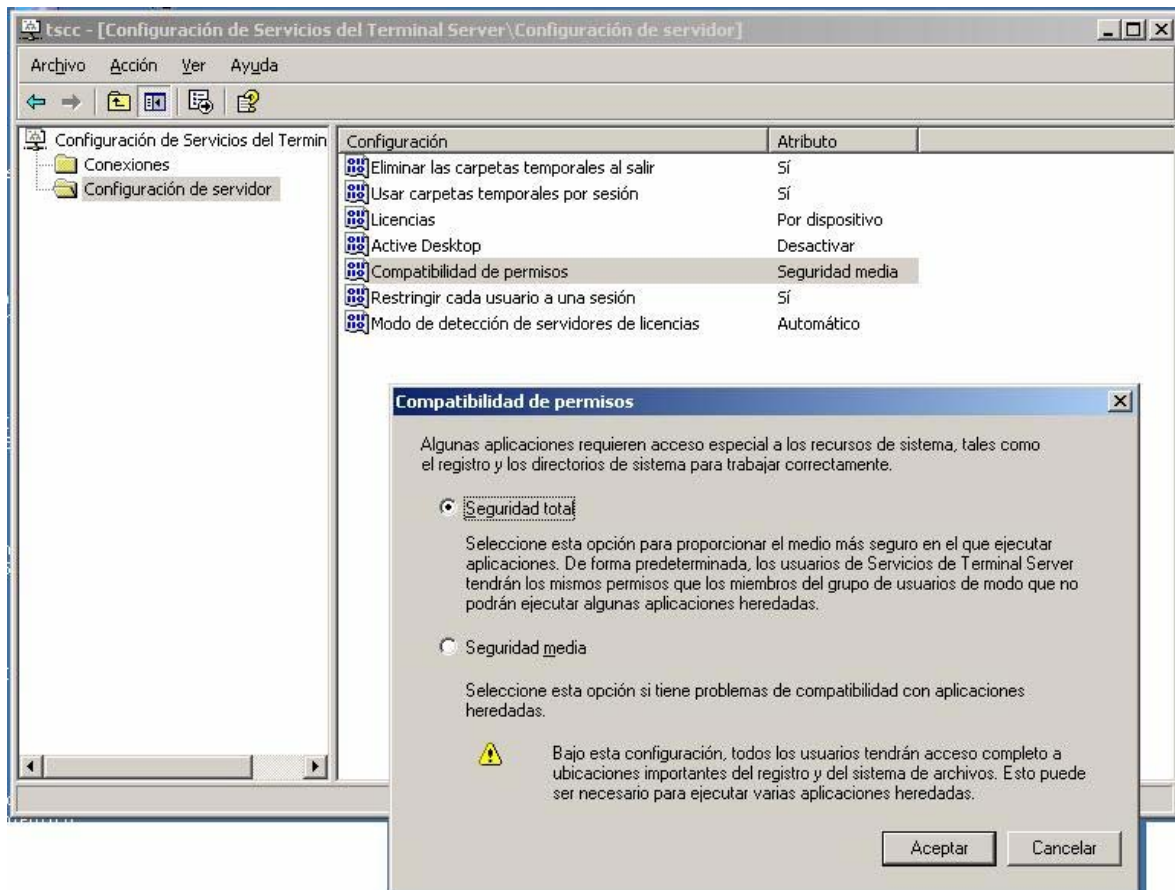 tscc - [Configuración de Servicios del Terminal Server\Configuración de servidor]
Archivo Acción Ver Ayuda
Configuración de Servicios del Termin
Conexiones
Configuración de servidor
Configuración Atributo
Eliminar las carpetas temporales al salir Sí
Usar carpetas temporales por sesión Sí
Licencias Por dispositivo
Active Desktop Desactivar
Compatibilidad de permisos Seguridad media
Restringir cada usuario a una sesión Sí
Modo de detección de servidores de licencias Automático
Compatibilidad de permisos
Algunas aplicaciones requieren acceso especial a los recursos de sistema, tales como
el registro y los directorios de sistema para trabajar correctamente.
Seguridad total
Seleccione esta opción para proporcionar el medio más seguro en el que ejecutar
aplicaciones. De forma predeterminada, los usuarios de Servicios de Terminal Server
tendrán los mismos permisos que los miembros del grupo de usuarios de modo que no
podrán ejecutar algunas aplicaciones heredadas.
Seguridad media
Seleccione esta opción si tiene problemas de compatibilidad con aplicaciones
heredadas.
Bajo esta configuración, todos los usuarios tendrán acceso completo a
ubicaciones importantes del registro y del sistema de archivos. Esto puede
ser necesario para ejecutar varias aplicaciones heredadas.
Aceptar Cancelar